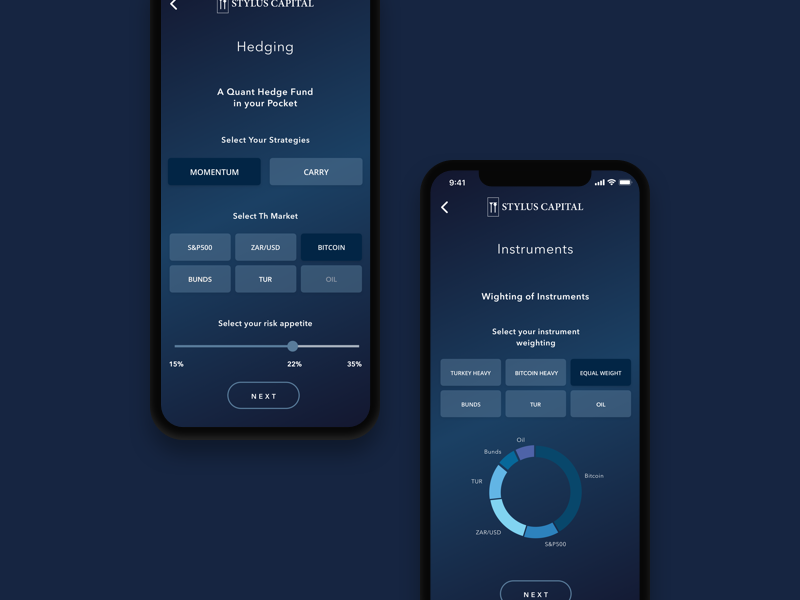 STYLUS CAPITAL
Hedging
A Quant Hedge Fund
in your Pocket
Select Your Strategies
MOMENTUM CARRY
Select Th Market
S&P500 ZAR/USD BITCOIN
BUNDS TUR OIL
Select your risk appetite
15% 22% 35%
NEXT
9:41
STYLUS CAPITAL
Instruments
Wighting of Instruments
Select your instrument
weighting
TURKEY HEAVY BITCOIN HEAVY EQUAL WEIGHT
BUNDS TUR OIL
Oil
Bunds
Bitcoin
TUR
ZAR/USD
S&P500
NEXT